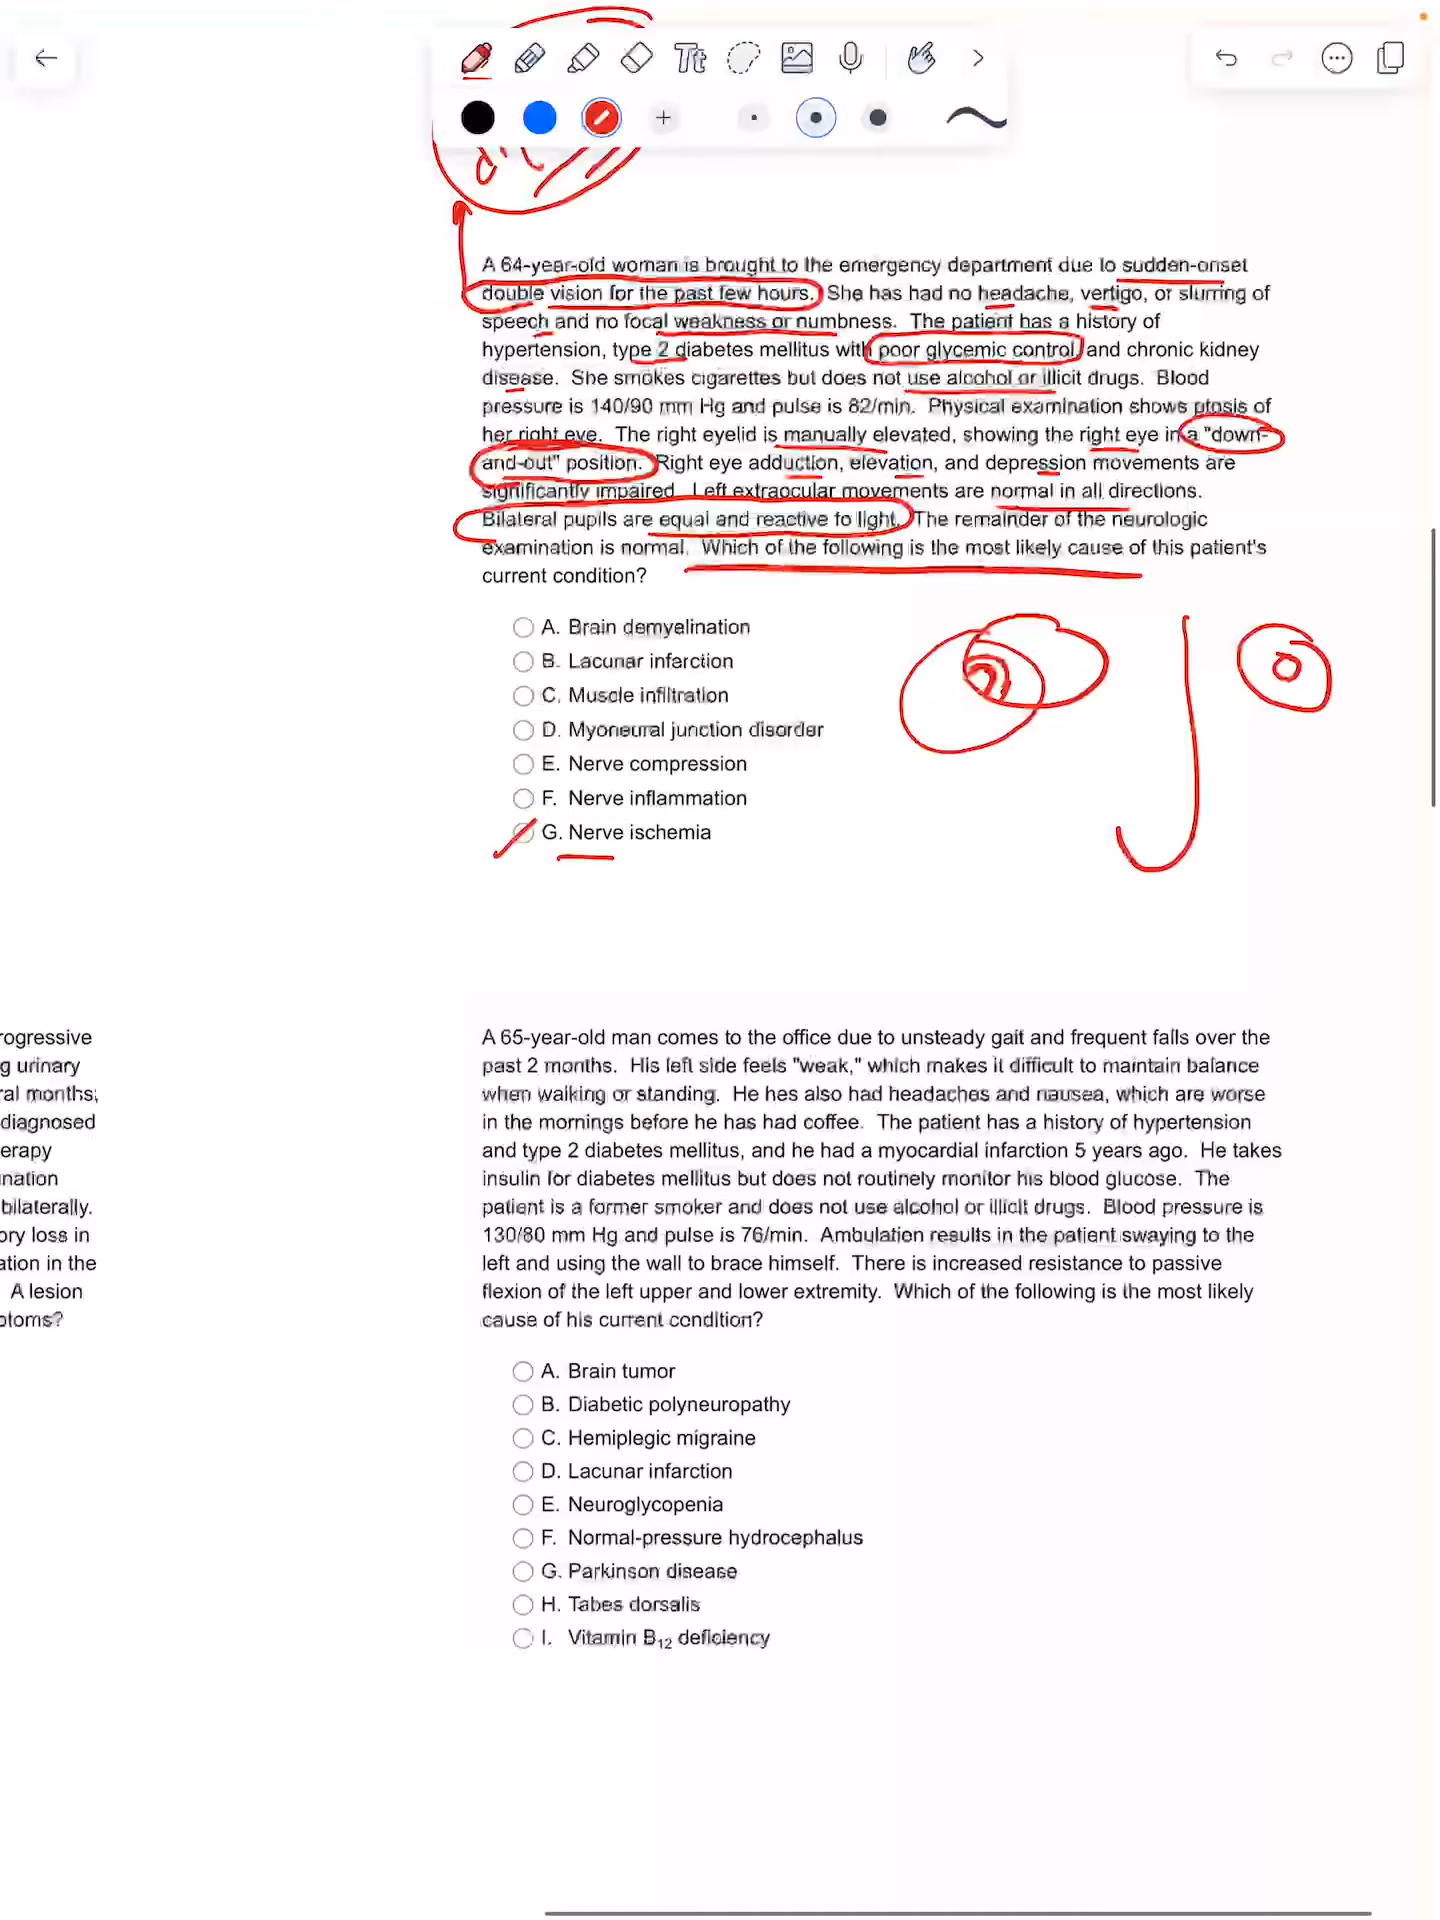 Tt
A 64-year-old woman is brought to the emergency department due to sudden-onset
double vision for the past few hours. She has had no headache, vertigo, or slurring of
speech and no focal weakness or numbness. The patient has a history of
hypertension, type 2 diabetes mellitus with poor glycemic control, and chronic kidney
disease. She smokes cigarettes but does not use alcohol or illicit drugs. Blood
pressure is 140/90 mm Hg and pulse is 82/min. Physical examination shows ptosis of
her right eye. The right eyelid is manually elevated, showing the right eye in a "down-
and-out" position. Right eye adduction, elevation, and depression movements are
significantly impaired. Left extraocular movements are normal in all directions.
Bilateral pupils are equal and reactive to light. The remainder of the neurologic
examination is normal. Which of the following is the most likely cause of this patient's
current condition?
A. Brain demyelination
B. Lacunar infarction
C. Muscle infiltration
D. Myoneural junction disorder
E. Nerve compression
F. Nerve inflammation
G. Nerve ischemia
rogressive
g urinary
ral months;
diagnosed
erapy
nation
bilaterally.
ory loss in
ation in the
A lesion
ptoms?
A 65-year-old man comes to the office due to unsteady gait and frequent falls over the
past 2 months. His left side feels "weak," which makes it difficult to maintain balance
when walking or standing. He hes also had headaches and nausea, which are worse
in the mornings before he has had coffee. The patient has a history of hypertension
and type 2 diabetes mellitus, and he had a myocardial infarction 5 years ago. He takes
insulin for diabetes mellitus but does not routinely monitor his blood glucose. The
patient is a former smoker and does not use alcohol or illicit drugs. Blood pressure is
130/80 mm Hg and pulse is 76/min. Ambulation results in the patient swaying to the
left and using the wall to brace himself. There is increased resistance to passive
flexion of the left upper and lower extremity. Which of the following is the most likely
cause of his current condition?
A. Brain tumor
B. Diabetic polyneuropathy
C. Hemiplegic migraine
D. Lacunar infarction
E. Neuroglycopenia
F. Normal-pressure hydrocephalus
G. Parkinson disease
H. Tabes dorsalis
I. Vitamin B12 deficiency